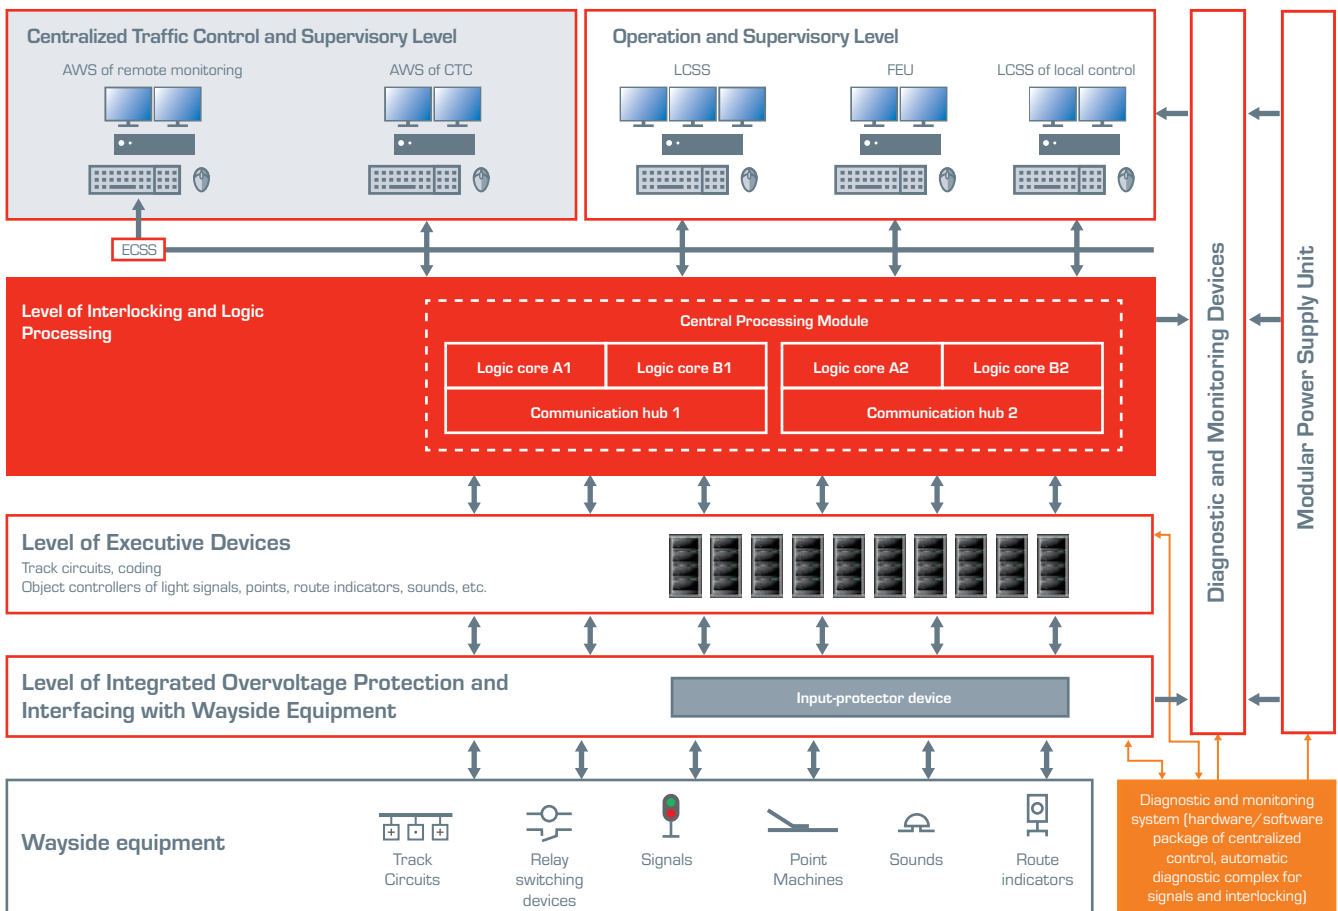 Centralized Traffic Control and Supervisory Level
AWS of remote monitoring
AWS of CTC
Operation and Supervisory Level
LCSS
FEU
LCSS of local control
ECSS
Level of Interlocking and Logic
Processing
Central Processing Module
Logic core A1
Logic core B1
Logic core A2
Logic core B2
Communication hub 1
Communication hub 2
Level of Executive Devices
Track circuits, coding
Object controllers of light signals, points, route indicators, sounds, etc.
Level of Integrated Overvoltage Protection and
Interfacing with Wayside Equipment
Input-protector device
Wayside equipment
Track
Circuits
Relay
switching
devices
Signals
Point
Machines
Sounds
Route
indicators
Diagnostic and Monitoring Devices
Modular Power Supply Unit
Diagnostic and monitoring
system (hardware/software
package of centralized
control, automatic
diagnostic complex for
signals and interlocking)